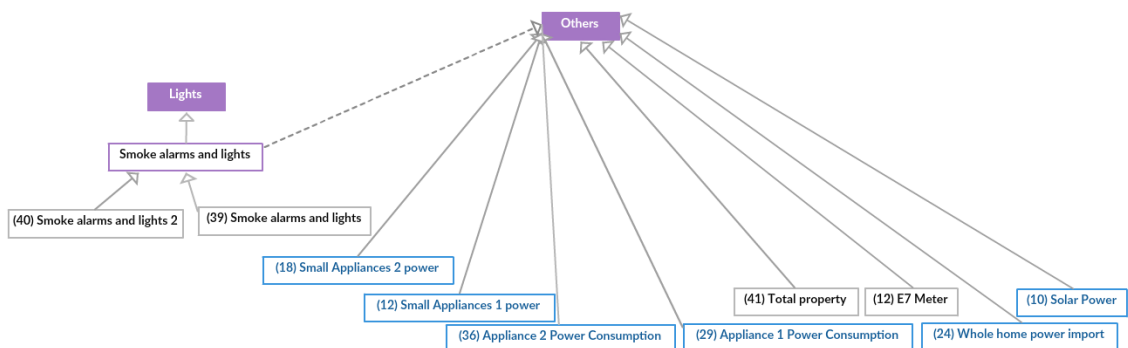 Others
Lights
Smoke alarms and lights
(40) Smoke alarms and lights 2
(39) Smoke alarms and lights
(18) Small Appliances 2 power
(12) Small Appliances 1 power
(36) Appliance 2 Power Consumption
(29) Appliance 1 Power Consumption
(41) Total property
(12) E7 Meter
(24) Whole home power import
(10) Solar Power